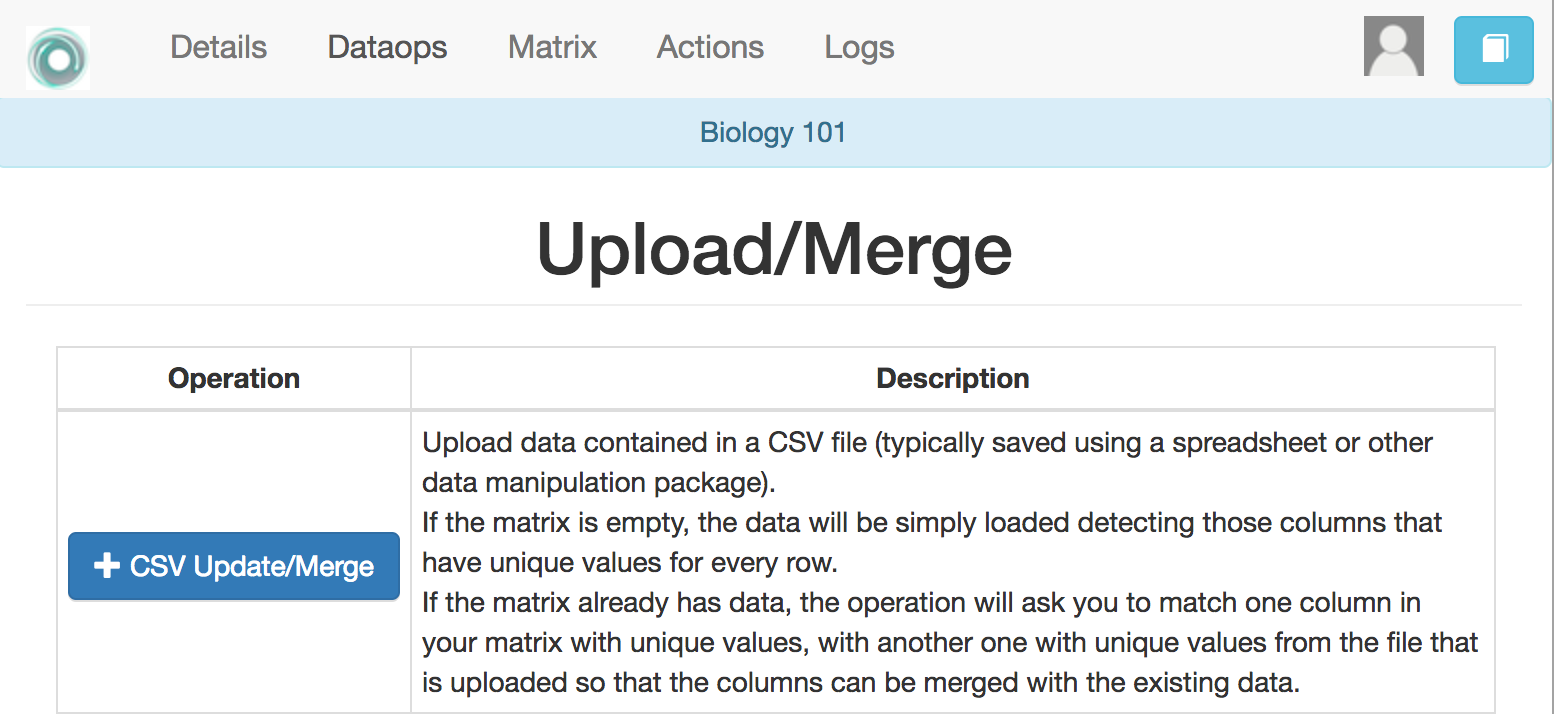 Details Dataops Matrix Actions Logs
Biology 101
Upload/Merge
Operation Description
Upload data contained in a CSV file (typically saved using a spreadsheet or other
data manipulation package).
If the matrix is empty, the data will be simply loaded detecting those columns that
have unique values for every row.
CSV Update/Merge
If the matrix already has data, the operation will ask you to match one column in
your matrix with unique values, with another one with unique values from the file that
is uploaded so that the columns can be merged with the existing data.